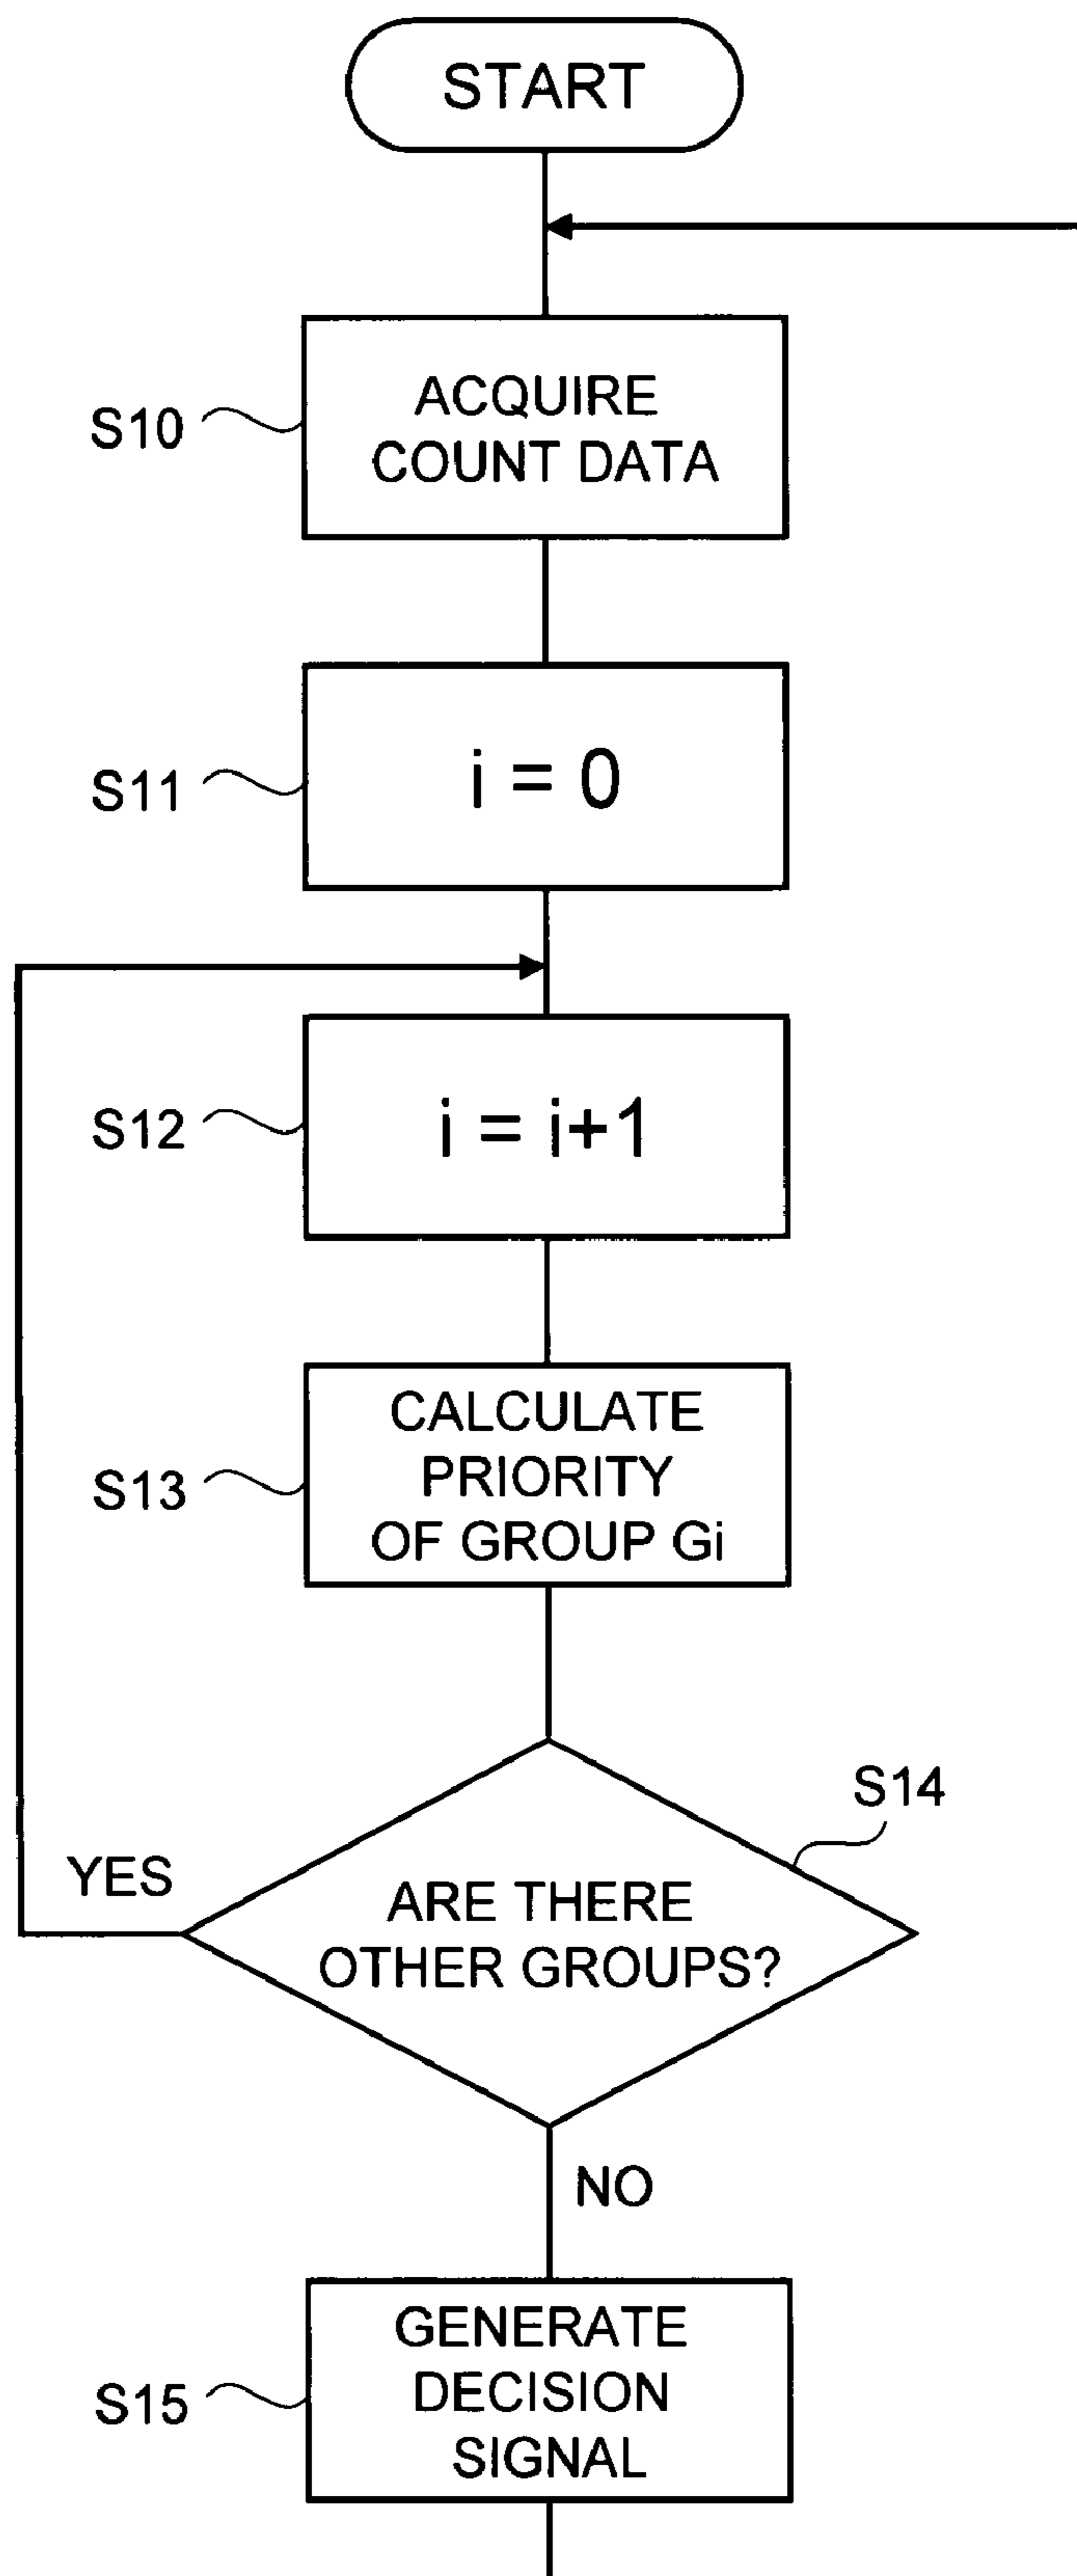 START
S10
ACQUIRE
COUNT DATA
S11
i = 0
S12
i = i+1
S13
CALCULATE
PRIORITY
OF GROUP Gi
S14
YES
ARE THERE
OTHER GROUPS?
NO
S15
GENERATE
DECISION
SIGNAL